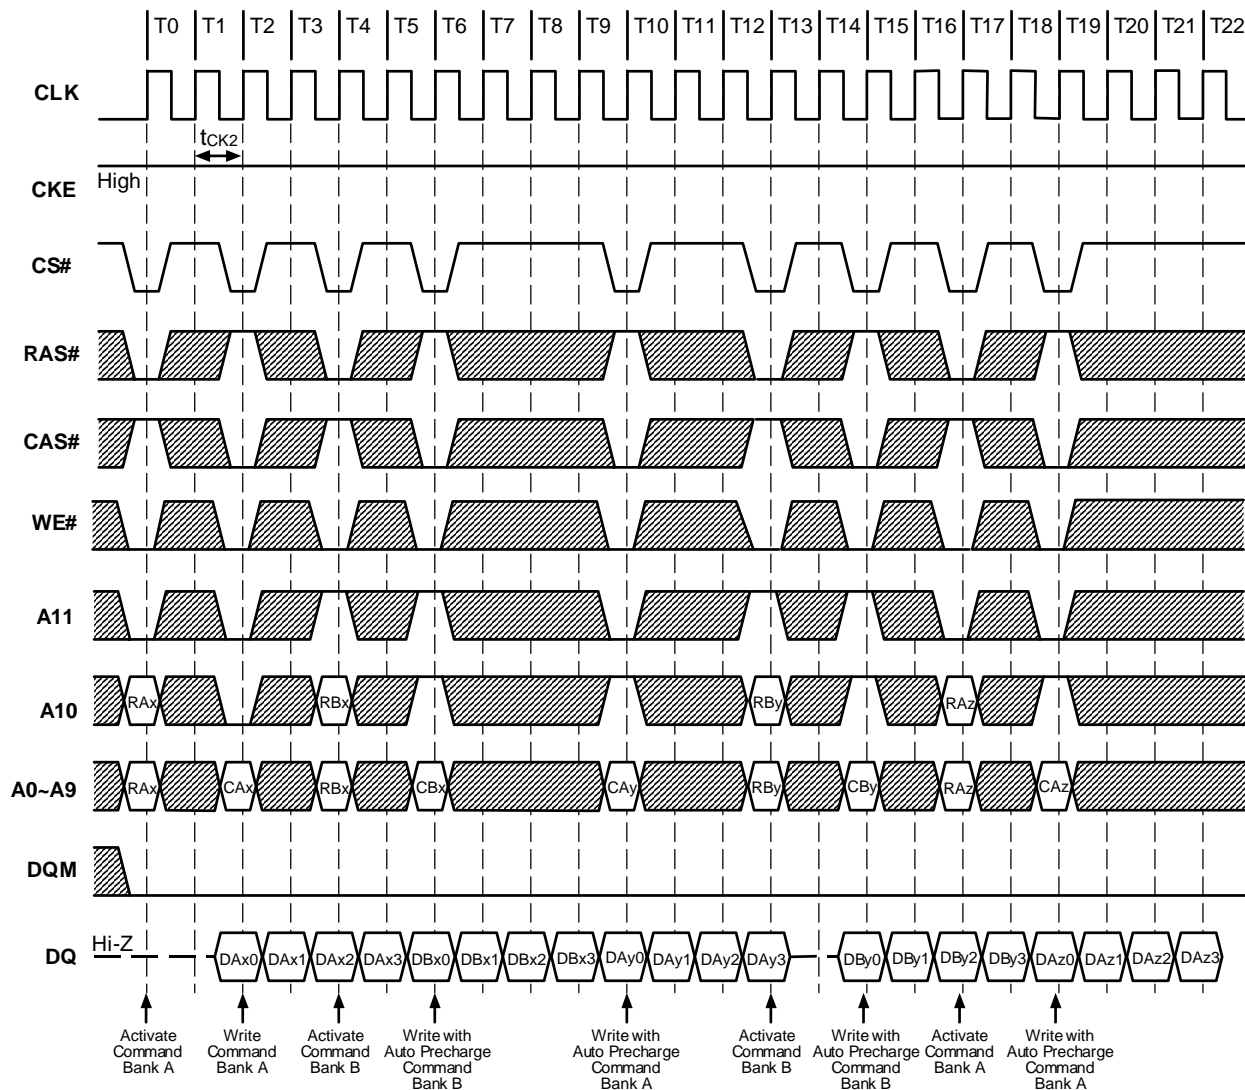 T0 T1 T2 T3 T4 T5 T6 T7 T8 T9 T10 T11 T12 T13 T14 T15 T16 T17 T18 T19 T20 T21 T22
CLK
tCK2
High
CKE
CS#
RAS#
CAS#
WE#
A11
A10 RAx RBx RBy RAz
A0~A9 RAx CAx RBx CBx CAy RBy CBy RAz CAz
DQM
DQ Hi-Z DAx0 DAx1 DAx2 DAx3 DBx0 DBx1 DBx2 DBx3 DAy0 DAy1 DAy2 DAy3 DBy0 DBy1 DBy2 DBy3 DAz0 DAz1 DAz2 DAz3
Activate
Command
Bank A
Write
Command
Bank A
Activate
Command
Bank B
Write with
Auto Precharge
Command
Bank B
Write with
Auto Precharge
Command
Bank A
Activate
Command
Bank B
Write with
Auto Precharge
Command
Bank B
Activate
Command
Bank A
Write with
Auto Precharge
Command
Bank A